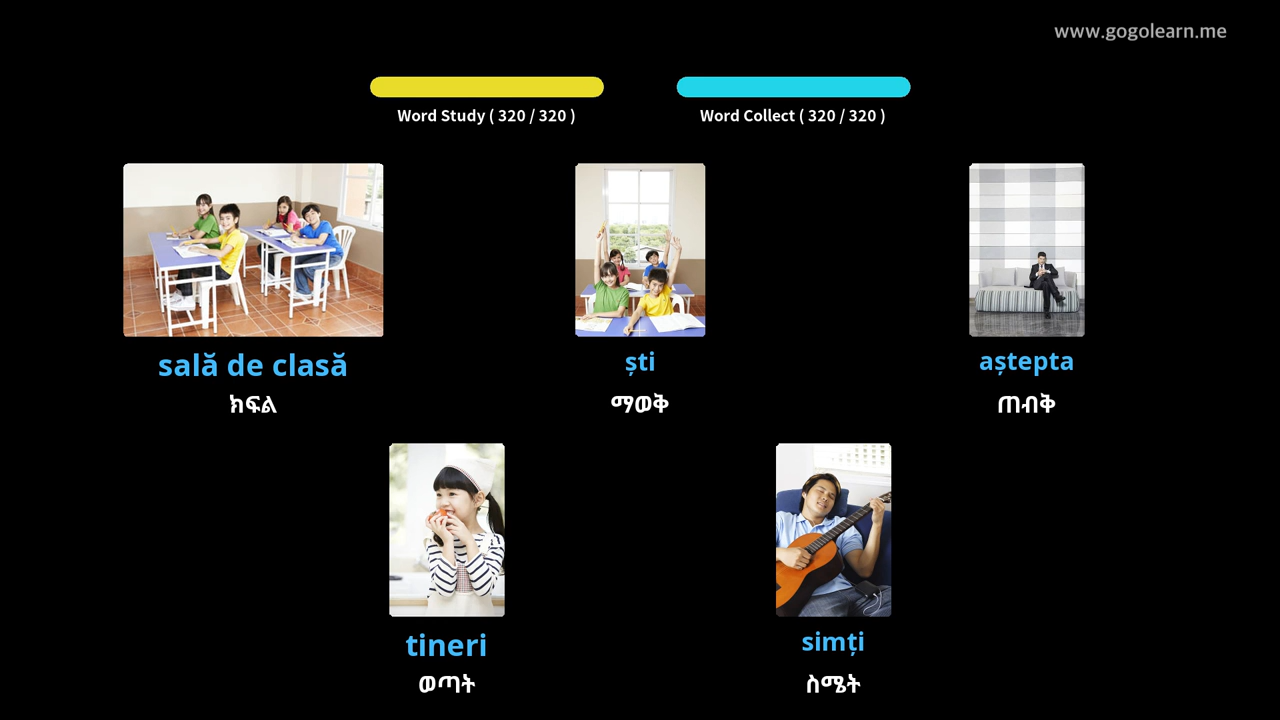 www.gogolearn.me
Word Study ( 320 / 320 )
Word Collect ( 320 / 320 )
sală de clasă
ክፍል
ști
ማወቅ
aștepta
ጠብቅ
tineri
ወጣት
simți
ስሜት